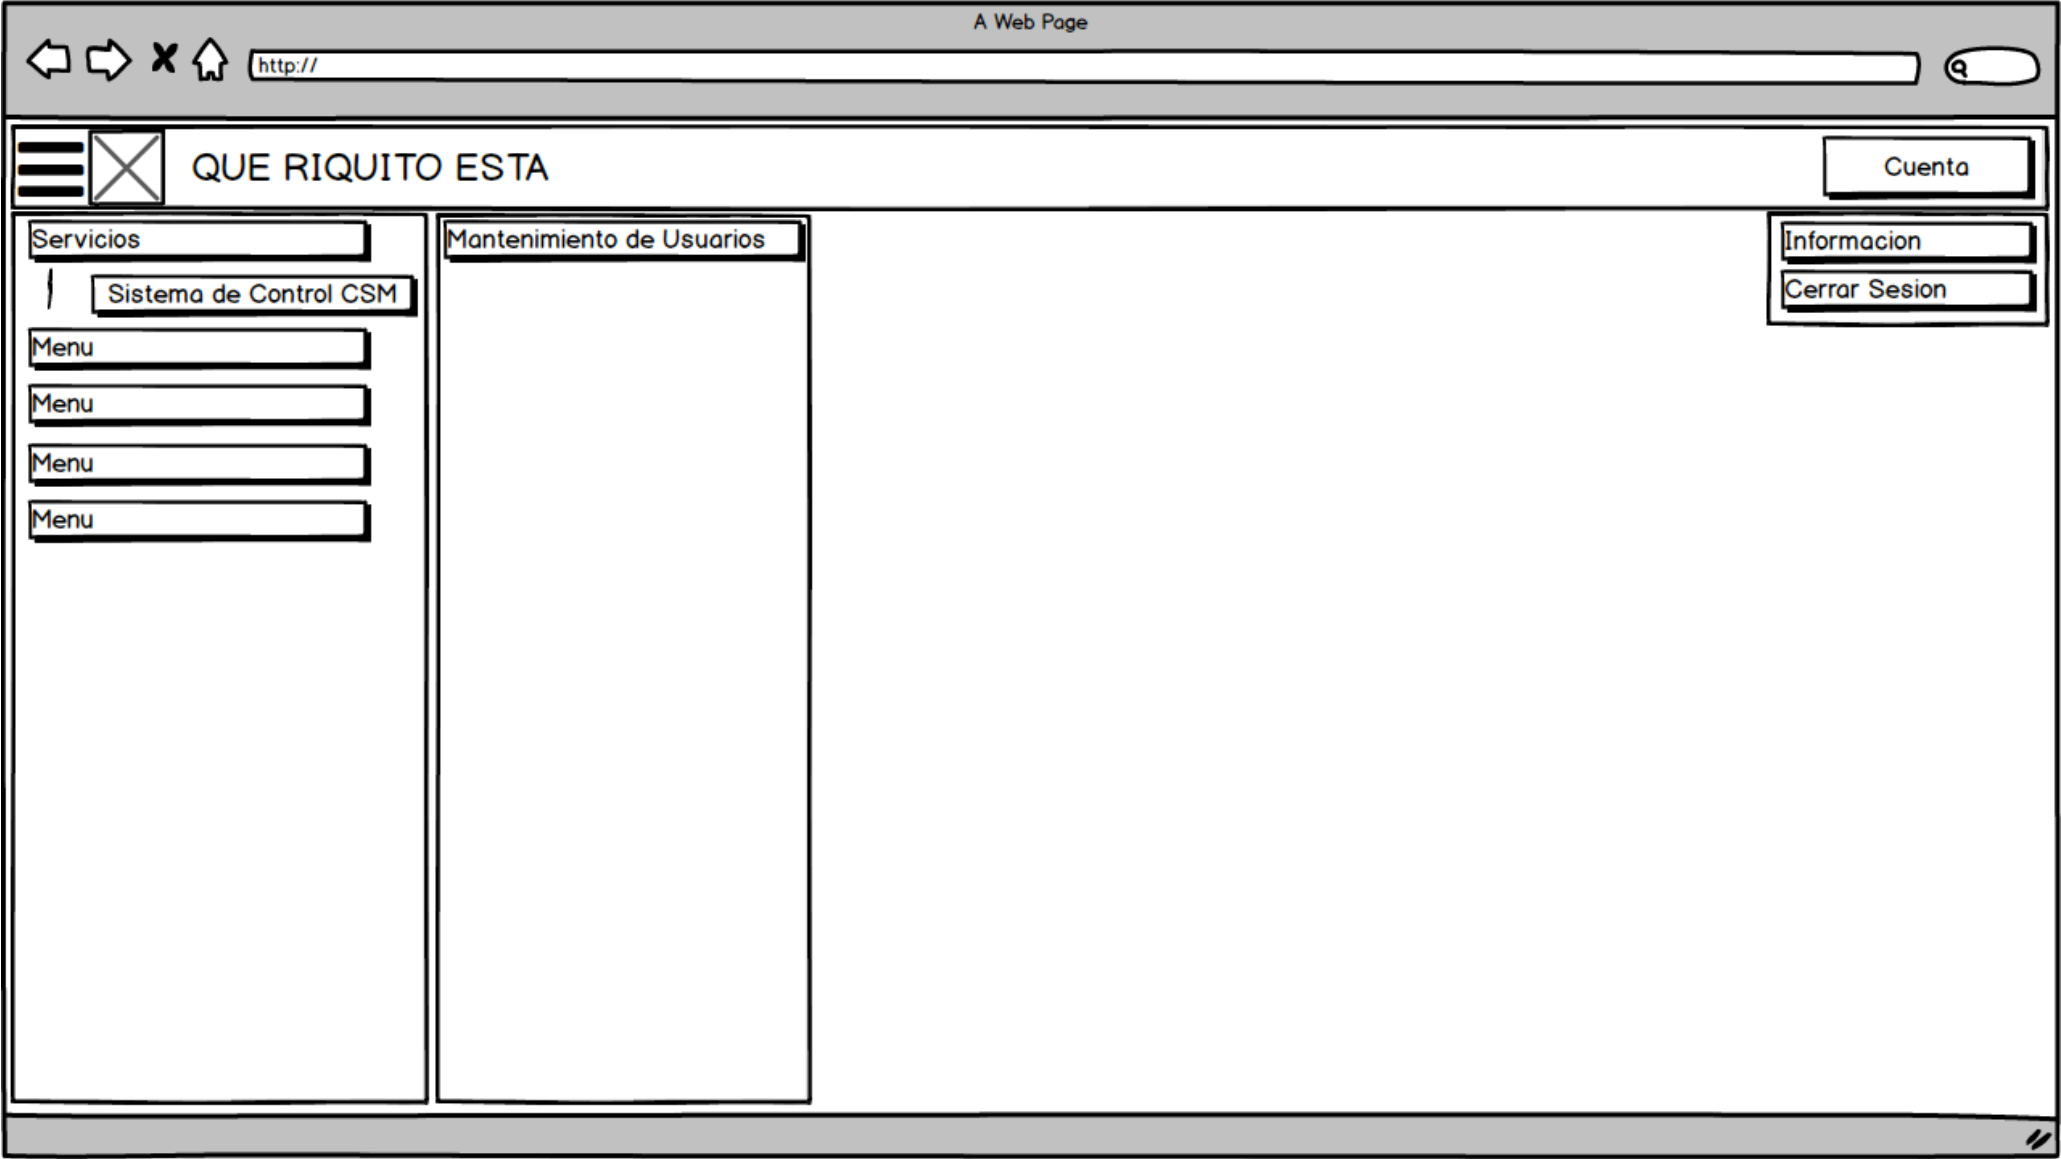 A Web Page
http://
QUE RIQUITO ESTA
Cuenta
Servicios
Sistema de Control CSM
Menu
Menu
Menu
Menu
Mantenimiento de Usuarios
Informacion
Cerrar Sesion